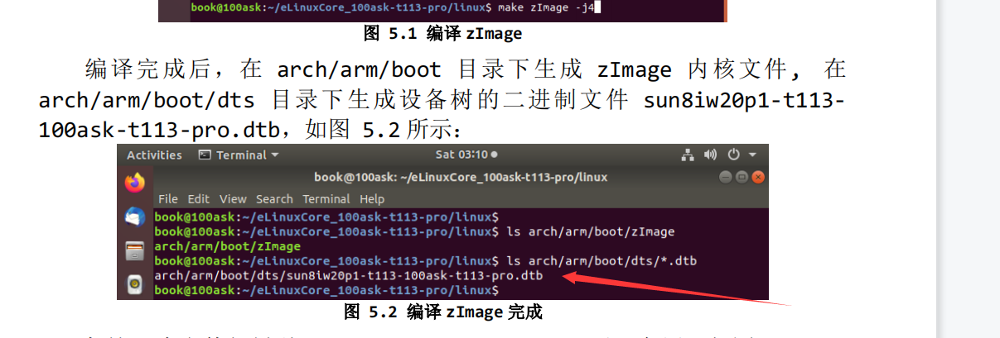 book@100ask:~/eLinuxCore_100ask-t113-pro/linux$ make zImage -j4
图 5.1 编译 zImage
编译完成后，在 arch/arm/boot 目录下生成 zImage 内核文件, 在
arch/arm/boot/dts 目录下生成设备树的二进制文件 sun8iw20p1-t113-
100ask-t113-pro.dtb，如图 5.2 所示：
Activities Terminal Sat 03:10
book@100ask: ~/eLinuxCore_100ask-t113-pro/linux
File Edit View Search Terminal Help
book@100ask:~/eLinuxCore_100ask-t113-pro/linux$
book@100ask:~/eLinuxCore_100ask-t113-pro/linux$ ls arch/arm/boot/zImage
arch/arm/boot/zImage
book@100ask:~/eLinuxCore_100ask-t113-pro/linux$ ls arch/arm/boot/dts/*.dtb
arch/arm/boot/dts/sun8iw20p1-t113-100ask-t113-pro.dtb
book@100ask:~/eLinuxCore_100ask-t113-pro/linux$
图 5.2 编译 zImage 完成